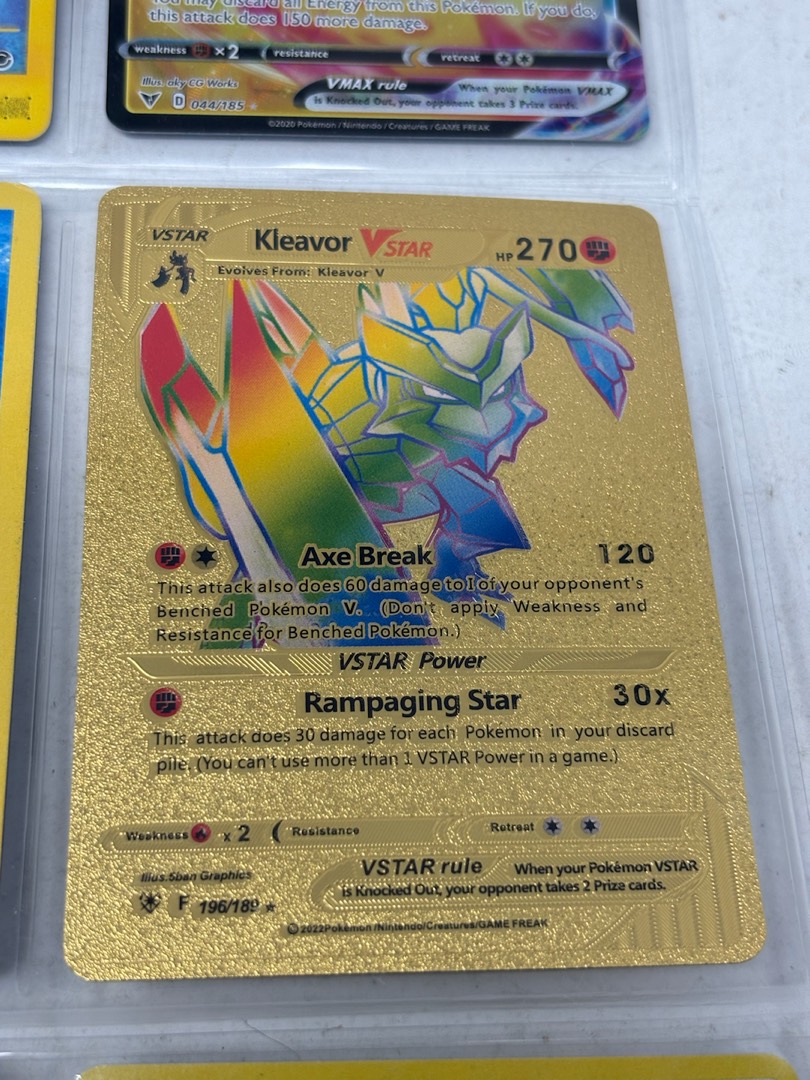 You may discard all Energy from this Pokémon. If you do,
this attack does 150 more damage.
weakness ×2 resistance retreat
Illus. aky CG Works
VMAX rule When your Pokémon VMAX
is Knocked Out, your opponent takes 3 Prize cards.
D 044/185
©2020 Pokémon / Nintendo / Creatures / GAME FREAK
VSTAR Kleavor VSTAR HP 270
Evolves From: Kleavor V
Axe Break 120
This attack also does 60 damage to I of your opponent's
Benched Pokémon V. (Don't apply Weakness and
Resistance for Benched Pokémon.)
VSTAR Power
Rampaging Star 30x
This attack does 30 damage for each Pokémon in your discard
pile. (You can't use more than 1 VSTAR Power in a game.)
Weakness x 2 Resistance Retreat
Illus.5ban Graphics
VSTAR rule When your Pokémon VSTAR
is Knocked Out, your opponent takes 2 Prize cards.
F 196/189
©2022Pokémon/Nintendo/Creatures/GAME FREAK